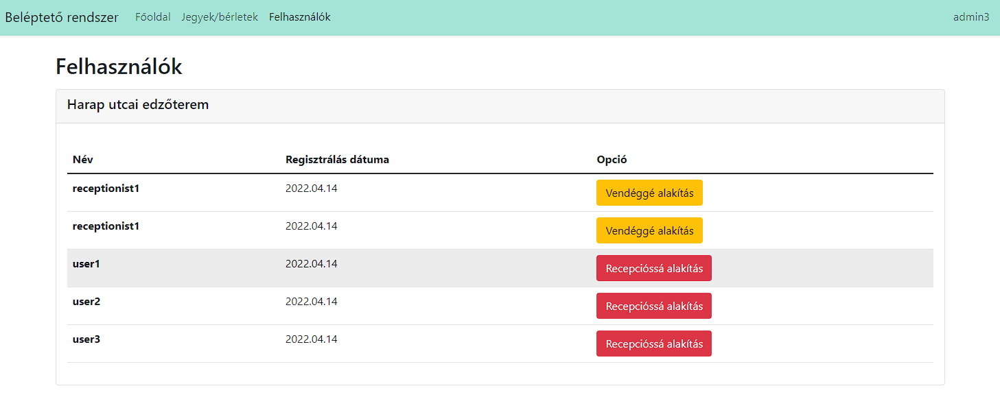 Beléptető rendszer Főoldal Jegyek/bérletek Felhasználók admin3
Felhasználók
Harap utcai edzőterem
Név Regisztrálás dátuma Opció
receptionist1 2022.04.14 Vendéggé alakítás
receptionist1 2022.04.14 Vendéggé alakítás
user1 2022.04.14 Recepcióssá alakítás
user2 2022.04.14 Recepcióssá alakítás
user3 2022.04.14 Recepcióssá alakítás